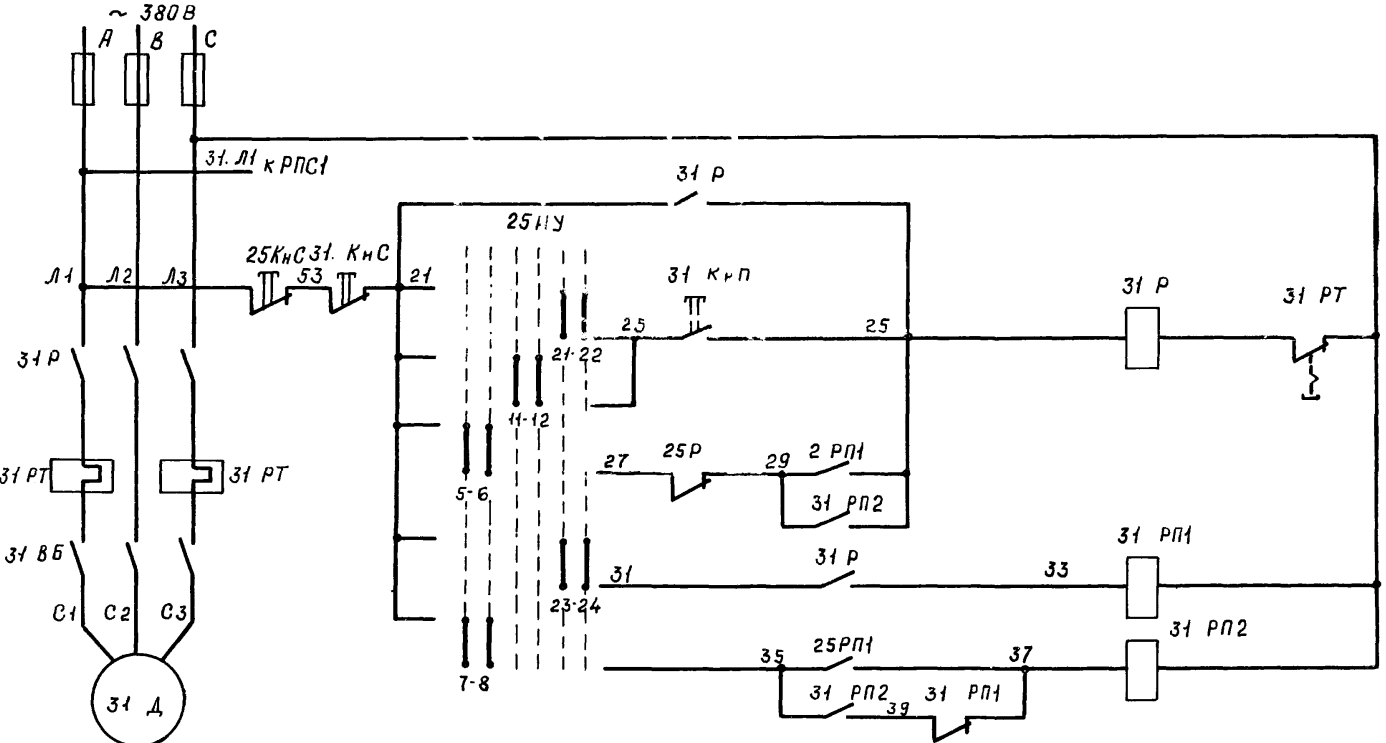 ~ 380В
А В С
31.Л1 к РПС1
31 Р
25ПУ
25КнС 31. КнС
Л1 Л2 Л3 53 21
31 КнП
31 Р
31 РТ
25 25
31 Р
21-22
11-12
27 25Р 29 2 РП1
31 РТ 31 РТ
5-6
31 РП2
31 ВБ
31 Р
31 РП1
31 33
С1 С2 С3
23-24
31 РП2
25РП1
35 37
7-8
31 РП2 39 31 РП1
31 Д